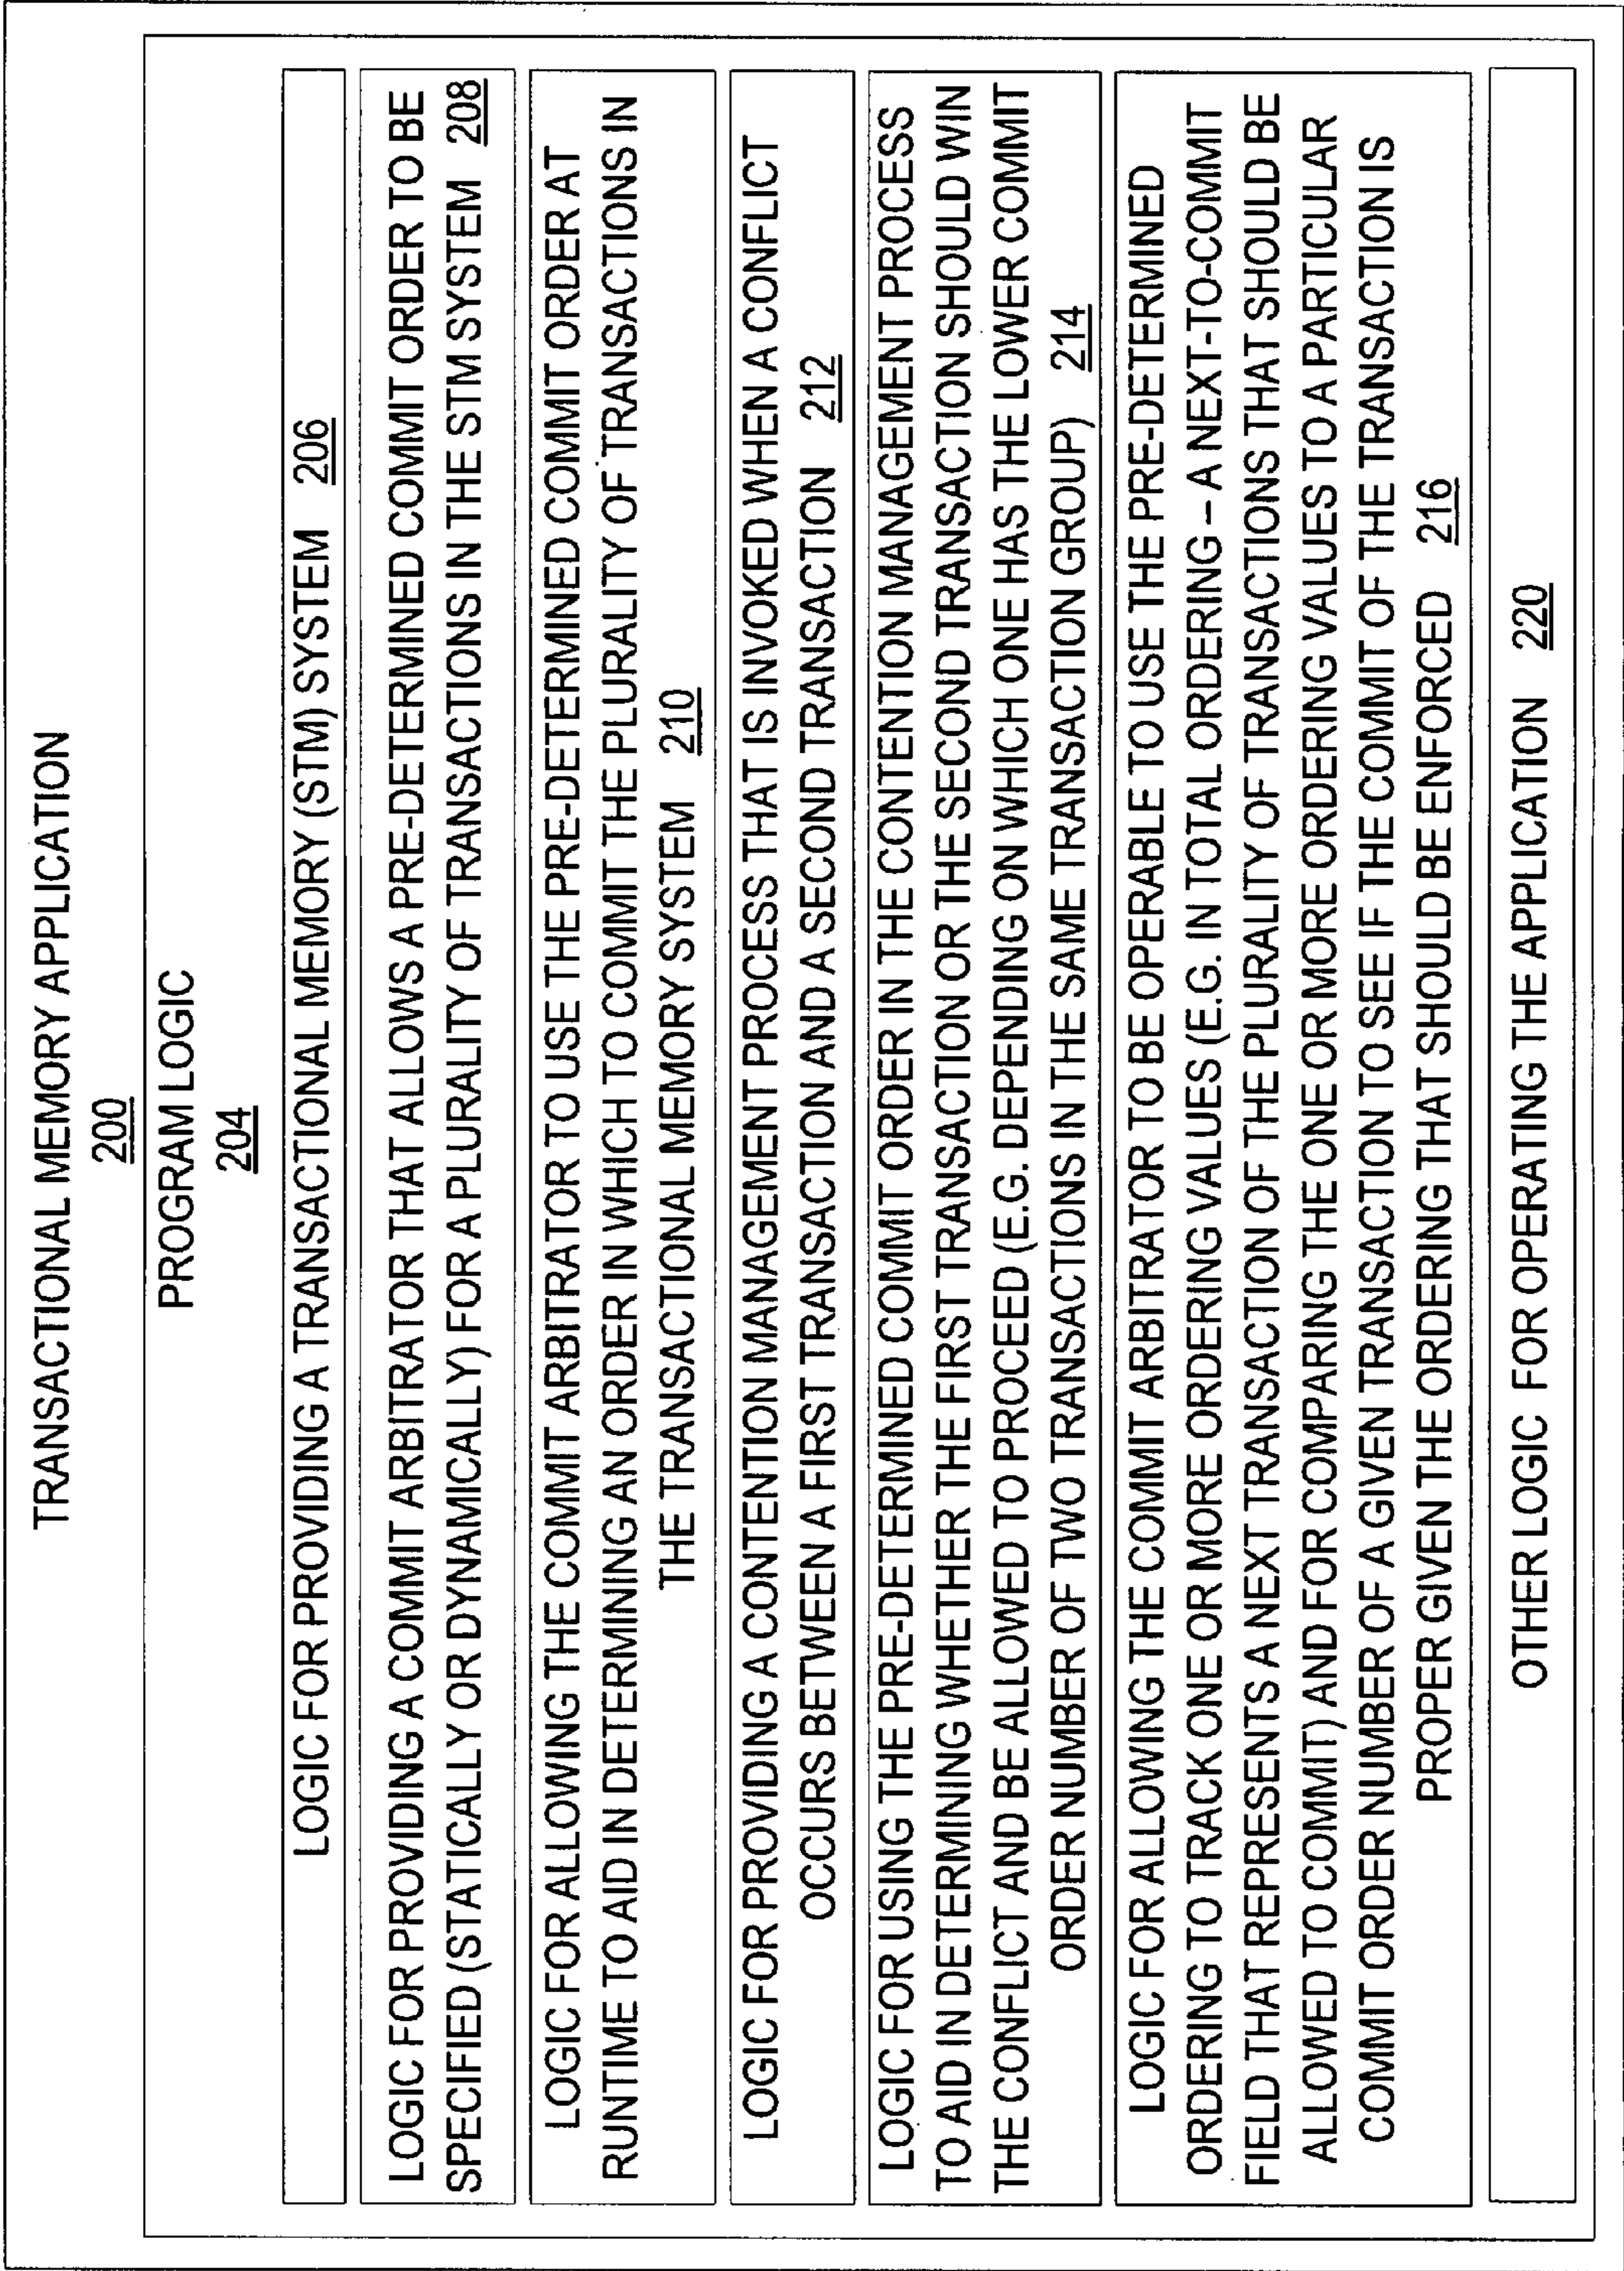 TRANSACTIONAL MEMORY APPLICATION
200
PROGRAM LOGIC
204
LOGIC FOR PROVIDING A TRANSACTIONAL MEMORY (STM) SYSTEM 206
LOGIC FOR PROVIDING A COMMIT ARBITRATOR THAT ALLOWS A PRE-DETERMINED COMMIT ORDER TO BE
SPECIFIED (STATICALLY OR DYNAMICALLY) FOR A PLURALITY OF TRANSACTIONS IN THE STM SYSTEM 208
LOGIC FOR ALLOWING THE COMMIT ARBITRATOR TO USE THE PRE-DETERMINED COMMIT ORDER AT
RUNTIME TO AID IN DETERMINING AN ORDER IN WHICH TO COMMIT THE PLURALITY OF TRANSACTIONS IN
THE TRANSACTIONAL MEMORY SYSTEM 210
LOGIC FOR PROVIDING A CONTENTION MANAGEMENT PROCESS THAT IS INVOKED WHEN A CONFLICT
OCCURS BETWEEN A FIRST TRANSACTION AND A SECOND TRANSACTION 212
LOGIC FOR USING THE PRE-DETERMINED COMMIT ORDER IN THE CONTENTION MANAGEMENT PROCESS
TO AID IN DETERMINING WHETHER THE FIRST TRANSACTION OR THE SECOND TRANSACTION SHOULD WIN
THE CONFLICT AND BE ALLOWED TO PROCEED (E.G. DEPENDING ON WHICH ONE HAS THE LOWER COMMIT
ORDER NUMBER OF TWO TRANSACTIONS IN THE SAME TRANSACTION GROUP) 214
LOGIC FOR ALLOWING THE COMMIT ARBITRATOR TO BE OPERABLE TO USE THE PRE-DETERMINED
ORDERING TO TRACK ONE OR MORE ORDERING VALUES (E.G. IN TOTAL ORDERING – A NEXT-TO-COMMIT
FIELD THAT REPRESENTS A NEXT TRANSACTION OF THE PLURALITY OF TRANSACTIONS THAT SHOULD BE
ALLOWED TO COMMIT) AND FOR COMPARING THE ONE OR MORE ORDERING VALUES TO A PARTICULAR
COMMIT ORDER NUMBER OF A GIVEN TRANSACTION TO SEE IF THE COMMIT OF THE TRANSACTION IS
PROPER GIVEN THE ORDERING THAT SHOULD BE ENFORCED 216
OTHER LOGIC FOR OPERATING THE APPLICATION 220